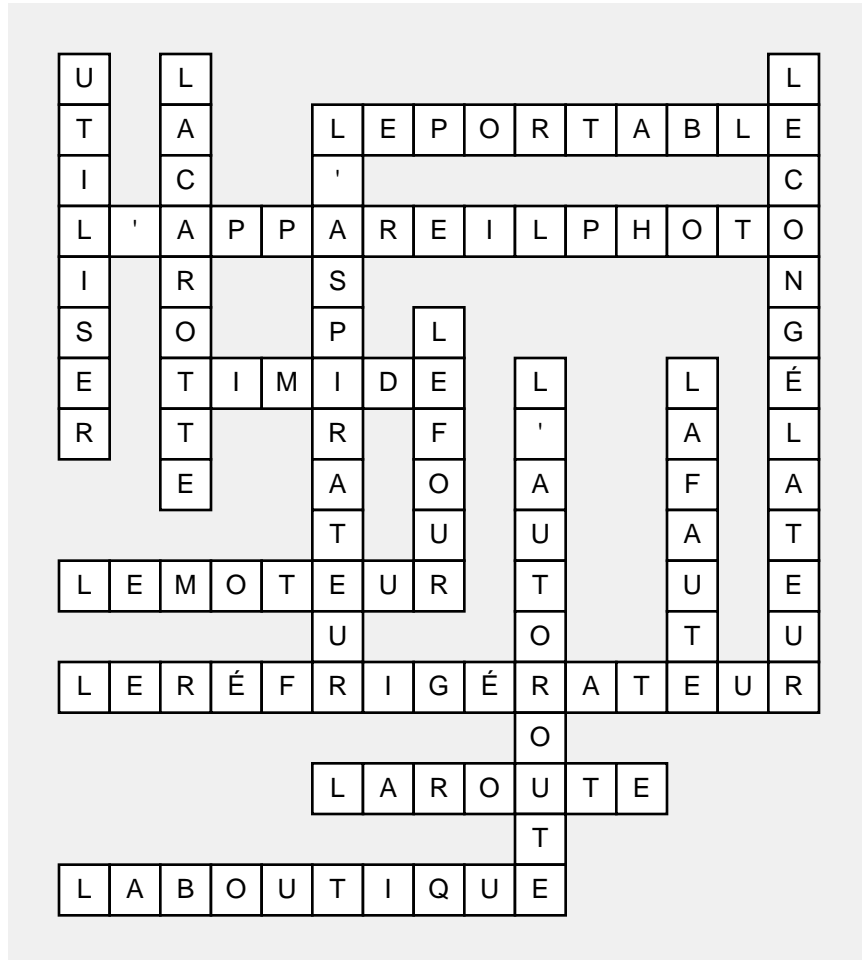 U L L
T A L E P O R T A B L E
I C ' C
L ' A P P A R E I L P H O T O
I R S N
S O P L G
E T I M I D E L L É
R T R F ' A L
E A O A F A
T U U A T
L E M O T E U R T U E
U O T U
L E R É F R I G É R A T E U R
O
L A R O U T E
T
L A B O U T I Q U E